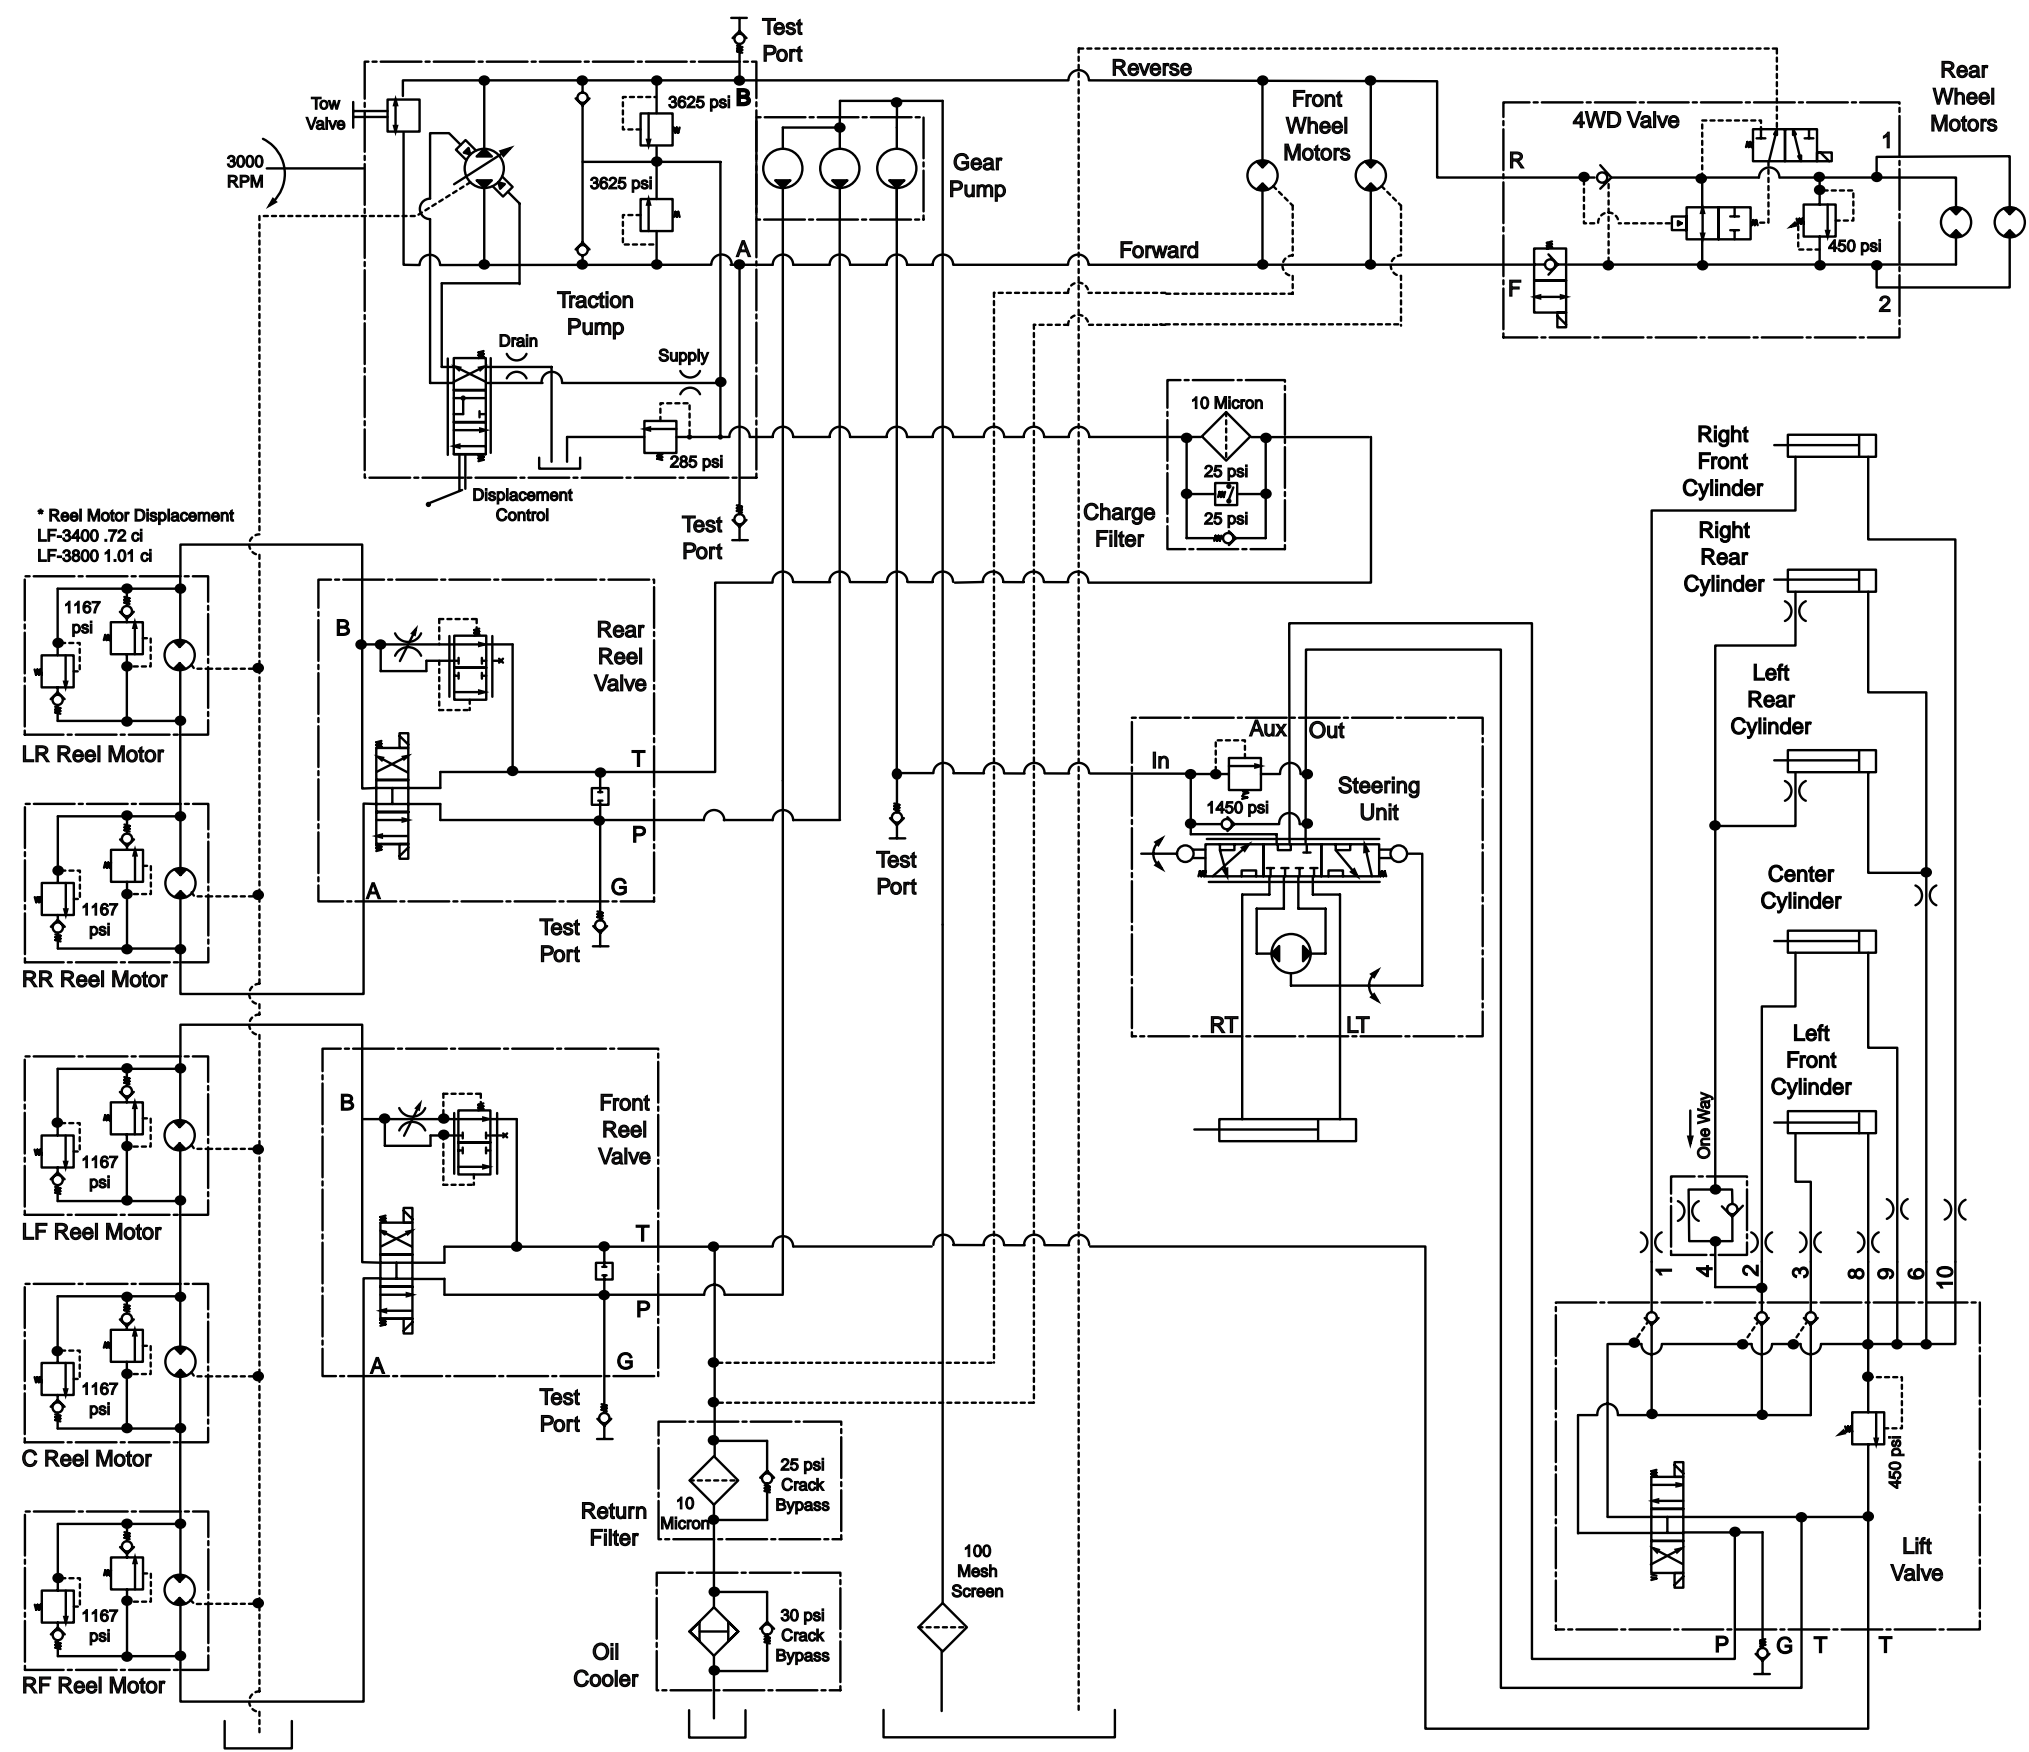 Test
Port
Reverse
B
3625 psi
Tow
Valve
3000
RPM
3625 psi
Gear
Pump
Front
Wheel
Motors
4WD Valve
R
1
Rear
Wheel
Motors
A
Forward
450 psi
F
2
Traction
Pump
Drain
Supply
285 psi
Displacement
Control
10 Micron
25 psi
25 psi
Charge
Filter
Test
Port
* Reel Motor Displacement
LF-3400 .72 ci
LF-3800 1.01 ci
1167
psi
LR Reel Motor
B
Rear
Reel
Valve
T
P
A
G
Test
Port
1167
psi
RR Reel Motor
Test
Port
In
Aux
Out
1450 psi
Steering
Unit
RT
LT
Right
Front
Cylinder
Right
Rear
Cylinder
Left
Rear
Cylinder
Center
Cylinder
Left
Front
Cylinder
One Way
1
4
2
3
8
9
6
10
1167
psi
LF Reel Motor
B
Front
Reel
Valve
T
P
A
G
Test
Port
1167
psi
C Reel Motor
1167
psi
RF Reel Motor
25 psi
Crack
Bypass
10
Micron
Return
Filter
30 psi
Crack
Bypass
Oil
Cooler
100
Mesh
Screen
450 psi
Lift
Valve
P
G
T
T